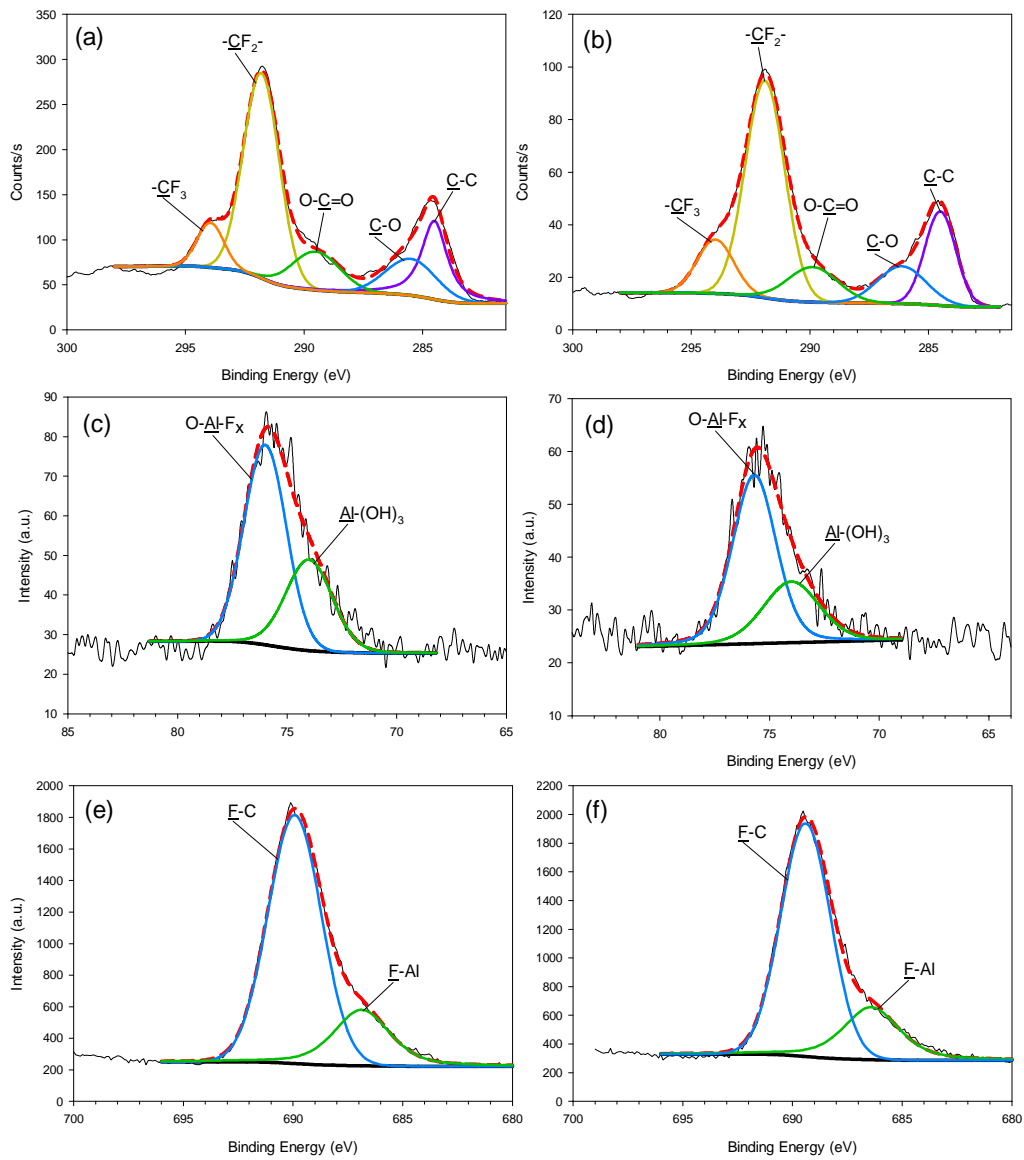 (a)
-CF2-
-CF3
O-C=O
C-O
C-C
Counts/s
350
300
250
200
150
100
50
0
300
295
290
285
Binding Energy (eV)
(b)
-CF2-
-CF3
O-C=O
C-O
C-C
Counts/s
120
100
80
60
40
20
0
300
295
290
285
Binding Energy (eV)
(c)
O-Al-Fx
Al-(OH)3
Intensity (a.u.)
90
80
70
60
50
40
30
20
10
85
80
75
70
65
Binding Energy (eV)
(d)
O-Al-Fx
Al-(OH)3
Intensity (a.u.)
70
60
50
40
30
20
10
80
75
70
65
Binding Energy (eV)
(e)
F-C
F-Al
Intensity (a.u.)
2000
1800
1600
1400
1200
1000
800
600
400
200
0
700
695
690
685
680
Binding Energy (eV)
(f)
F-C
F-Al
Intensity (a.u.)
2200
2000
1800
1600
1400
1200
1000
800
600
400
200
0
700
695
690
685
680
Binding Energy (eV)